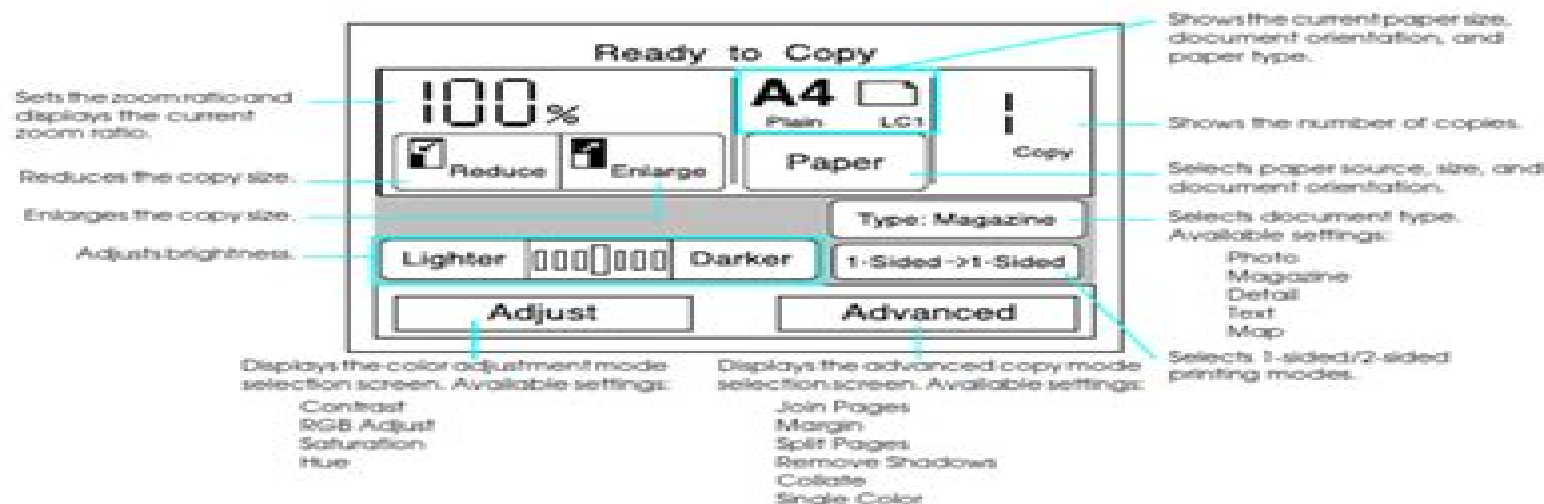 Ready to Copy
100%
Reduce
Enlarge
A4
Plain LC1
Paper
1
Copy
Type: Magazine
Lighter
Darker
1-Sided->1-Sided
Adjust
Advanced
Sets the zoom ratio and
displays the current
zoom ratio.
Reduces the copy size.
Enlarges the copy size.
Adjusts brightness.
Shows the current paper size,
document orientation, and
paper type.
Shows the number of copies.
Selects paper source, size, and
document orientation.
Selects document type.
Available settings:
Photo
Magazine
Detail
Text
Map
Selects 1-sided/2-sided
printing modes.
Displays the color adjustment mode
selection screen. Available settings:
Contrast
RGB Adjust
Saturation
Hue
Displays the advanced copy mode
selection screen. Available settings:
Join Pages
Margin
Split Pages
Remove Shadows
Collate
Single Color